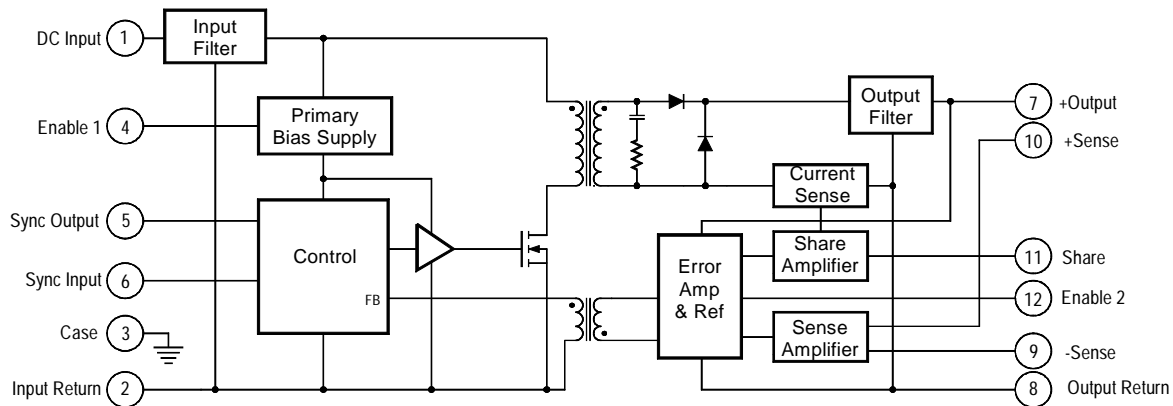 DC Input
1
Input
Filter
Enable 1
4
Primary
Bias Supply
Sync Output
5
Sync Input
6
Control
FB
Case
3
Input Return
2
Output
Filter
7
+Output
10
+Sense
Current
Sense
Error
Amp
& Ref
Share
Amplifier
11
Share
12
Enable 2
Sense
Amplifier
9
-Sense
8
Output Return